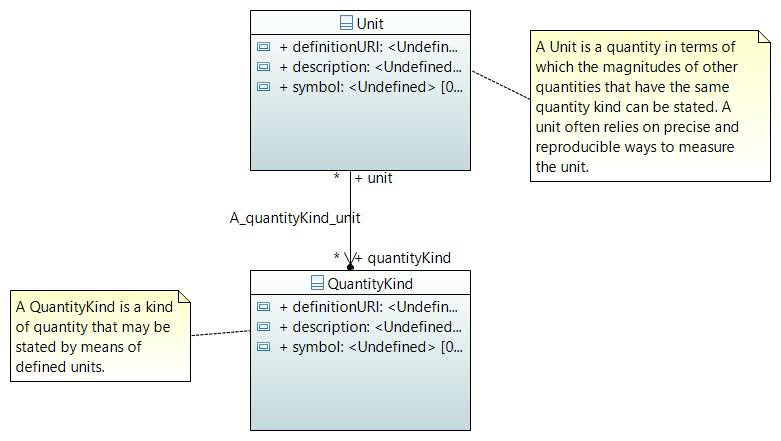 Unit
+ definitionURI: <Undefin...
+ description: <Undefined...
+ symbol: <Undefined> [0...
A Unit is a quantity in terms of
which the magnitudes of other
quantities that have the same
quantity kind can be stated. A
unit often relies on precise and
reproducible ways to measure
the unit.
* + unit
A_quantityKind_unit
* + quantityKind
QuantityKind
+ definitionURI: <Undefin...
+ description: <Undefined...
+ symbol: <Undefined> [0...
A QuantityKind is a kind
of quantity that may be
stated by means of
defined units.